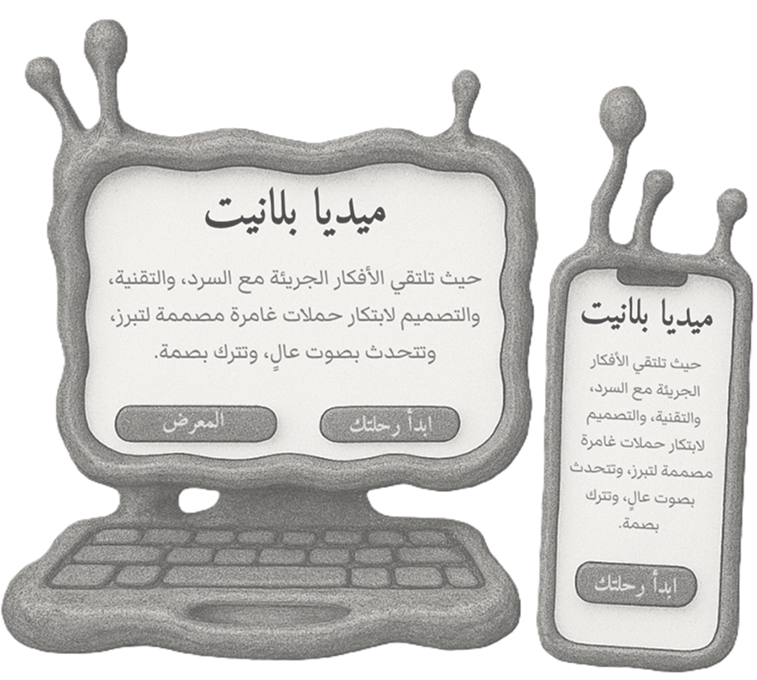 ميديا بلانيت
حيث تلتقي الأفكار الجريئة مع السرد، والتقنية،
والتصميم لابتكار حملات غامرة مصممة لتبرز،
وتتحدث بصوت عالٍ، وتترك بصمة.
ابدأ رحلتك
المعرض
ميديا بلانيت
حيث تلتقي الأفكار
الجريئة مع السرد،
والتقنية، والتصميم
لابتكار حملات غامرة
مصممة لتبرز، وتتحدث
بصوت عالٍ، وتترك
بصمة.
ابدأ رحلتك